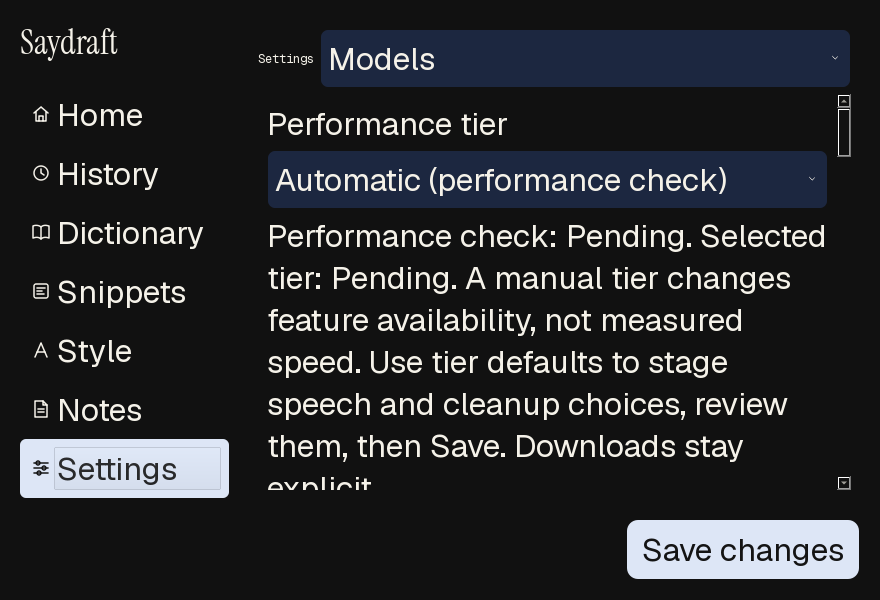 Saydraft
Home
History
Dictionary
Snippets
Style
Notes
Settings
Settings
Models
Performance tier
Automatic (performance check)
Performance check: Pending. Selected
tier: Pending. A manual tier changes
feature availability, not measured
speed. Use tier defaults to stage
speech and cleanup choices, review
them, then Save. Downloads stay
explicit.
Save changes